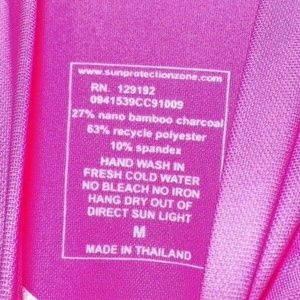 www.sunprotectionzone.com
RN. 129192
0941539CC91009
27% nano bamboo charcoal
63% recycle polyester
10% spandex
HAND WASH IN
FRESH COLD WATER
NO BLEACH NO IRON
HANG DRY OUT OF
DIRECT SUN LIGHT
M
MADE IN THAILAND